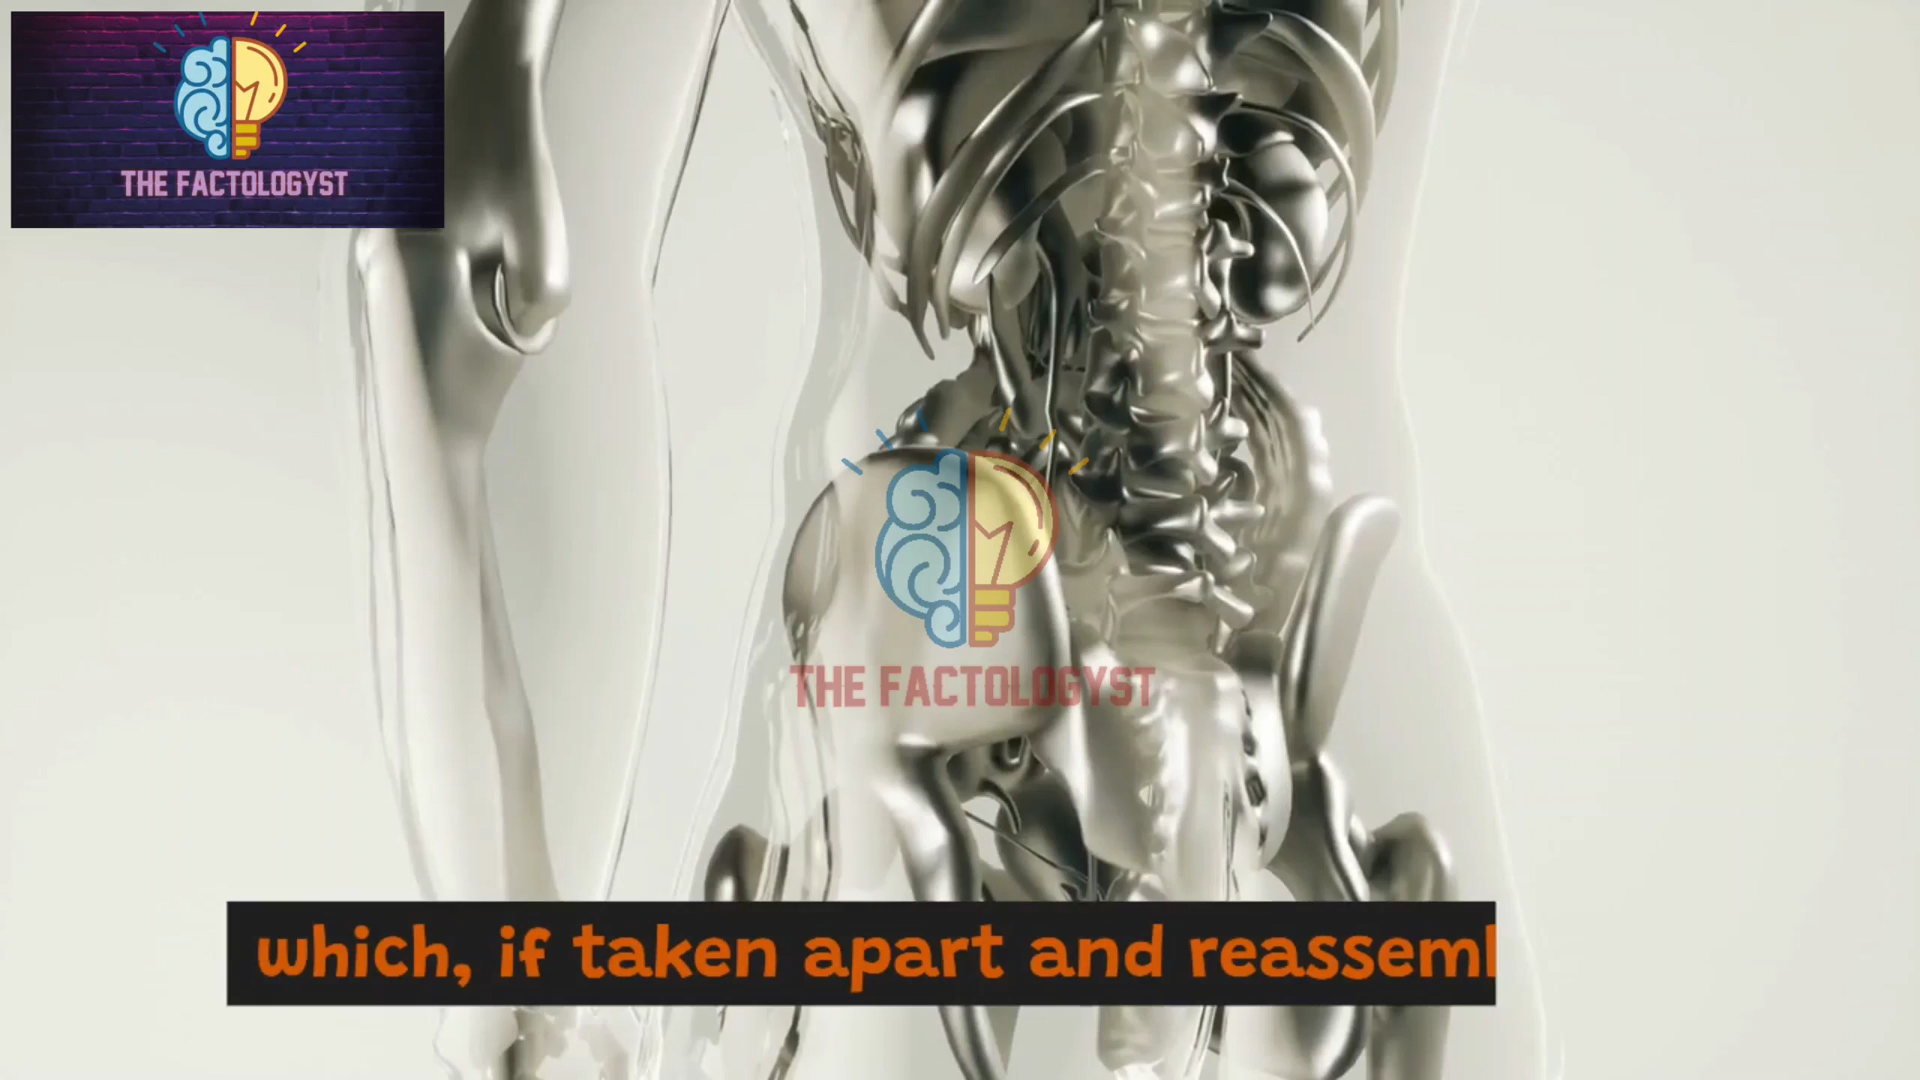 THE FACTOLOGYST
THE FACTOLOGYST
which, if taken apart and reasseml